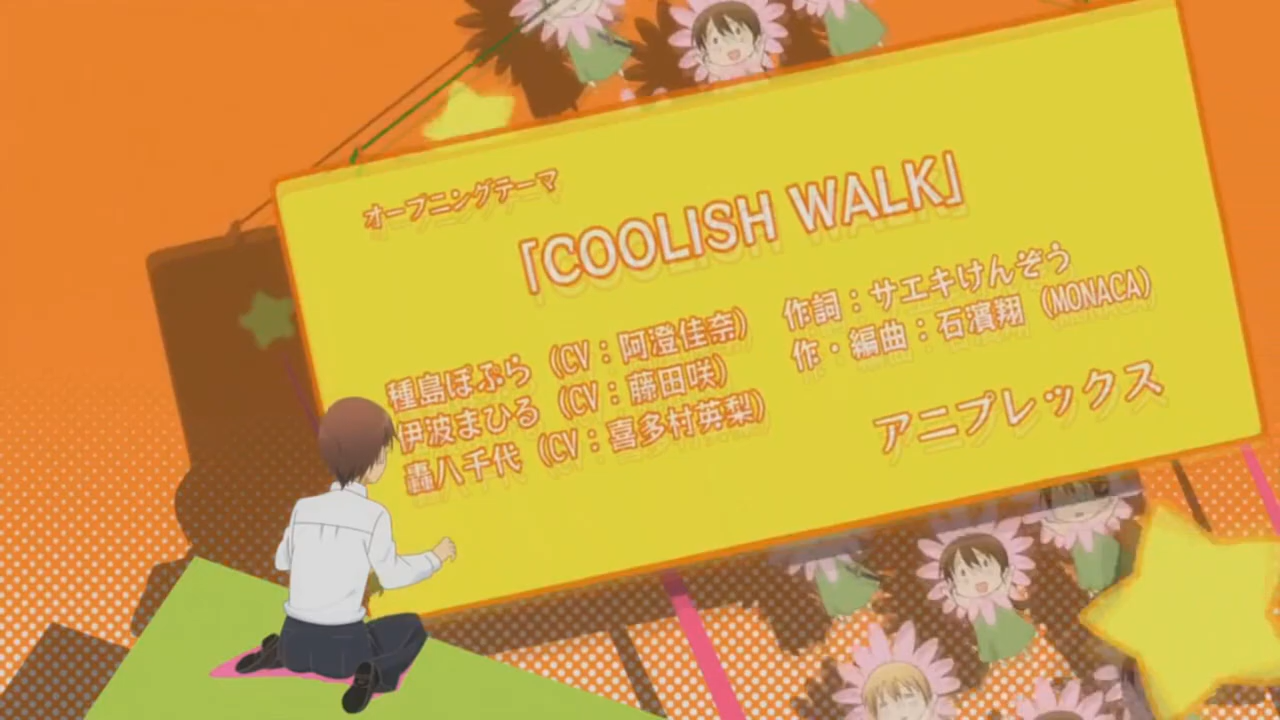 オープニングテーマ
「COOLISH WALK」
種島ぽぷら（CV：阿澄佳奈）
伊波まひる（CV：藤田咲）
轟八千代（CV：喜多村英梨）
作詞：サエキけんぞう
作・編曲：石濱翔（MONACA）
アニプレックス